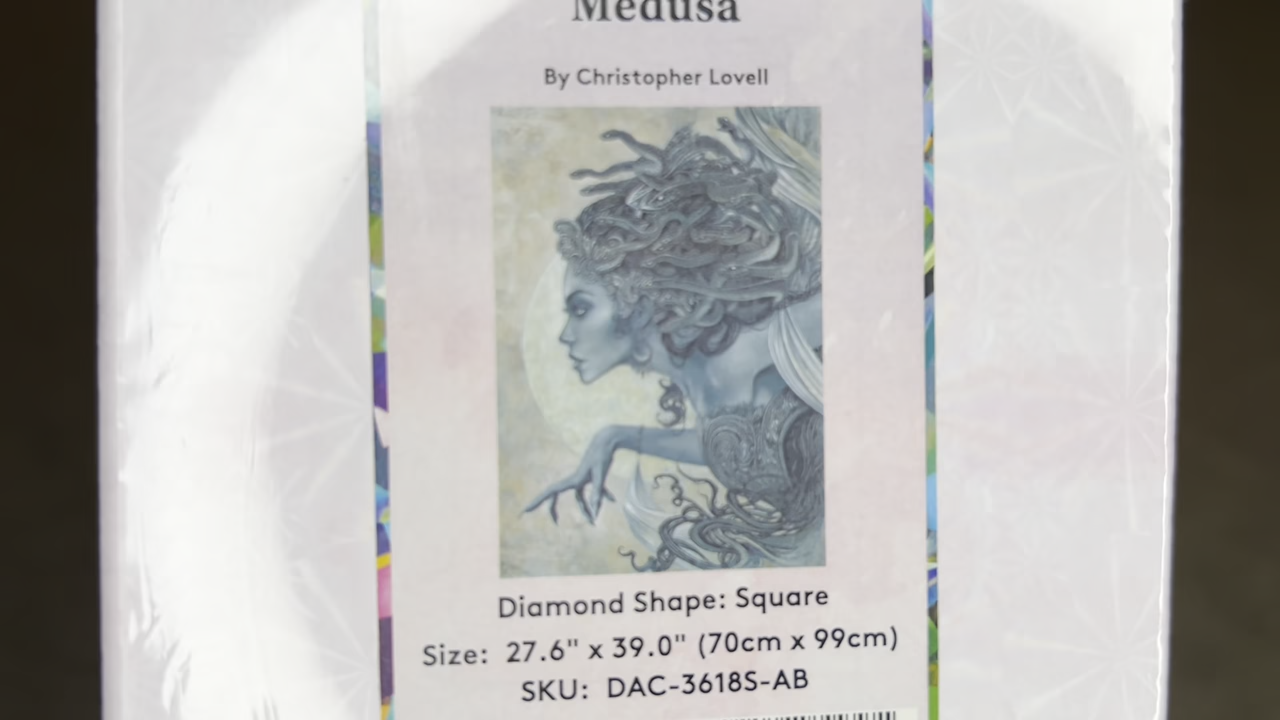 Medusa
By Christopher Lovell
Diamond Shape: Square
Size: 27.6" x 39.0" (70cm x 99cm)
SKU: DAC-3618S-AB